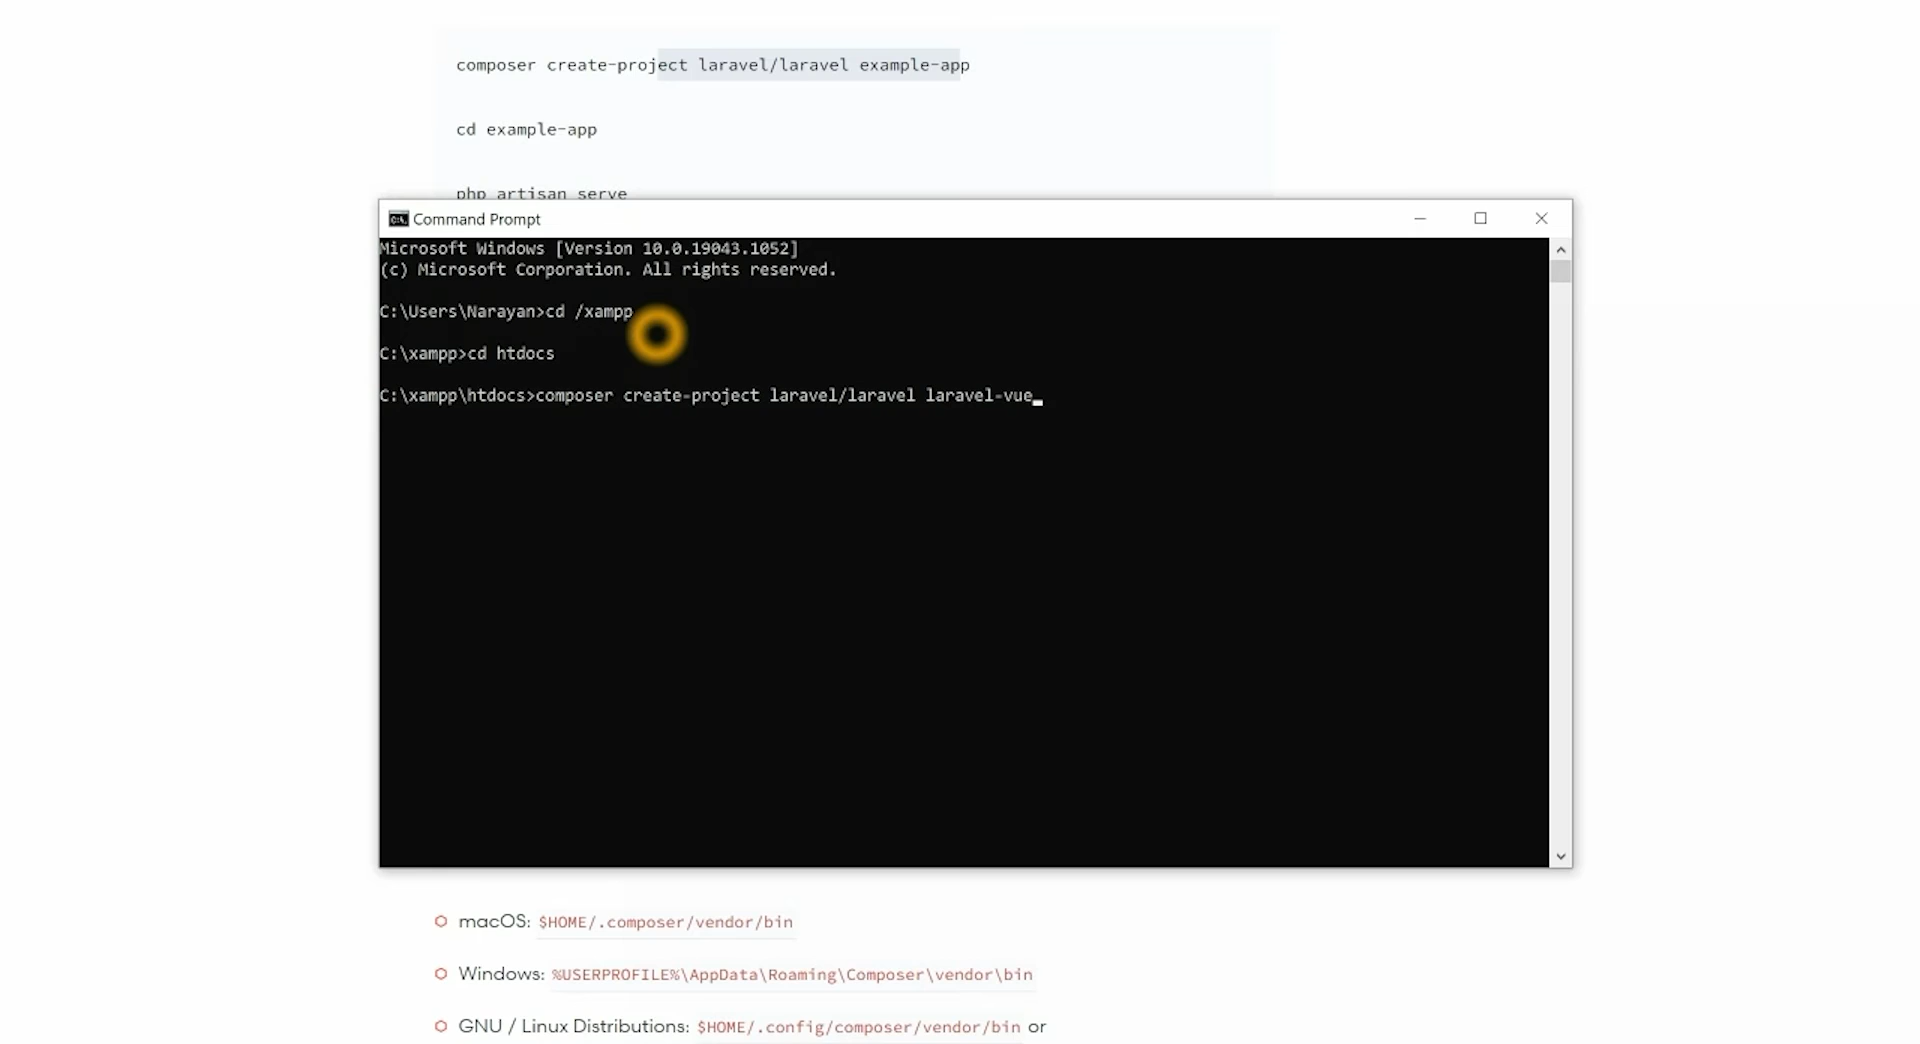 composer create-project laravel/laravel example-app
cd example-app
php artisan serve
Command Prompt
Microsoft Windows [Version 10.0.19043.1052]
(c) Microsoft Corporation. All rights reserved.
C:\Users\Narayan>cd /xampp
C:\xampp>cd htdocs
C:\xampp\htdocs>composer create-project laravel/laravel laravel-vue
macOS: $HOME/.composer/vendor/bin
Windows: %USERPROFILE%\AppData\Roaming\Composer\vendor\bin
GNU / Linux Distributions: $HOME/.config/composer/vendor/bin or